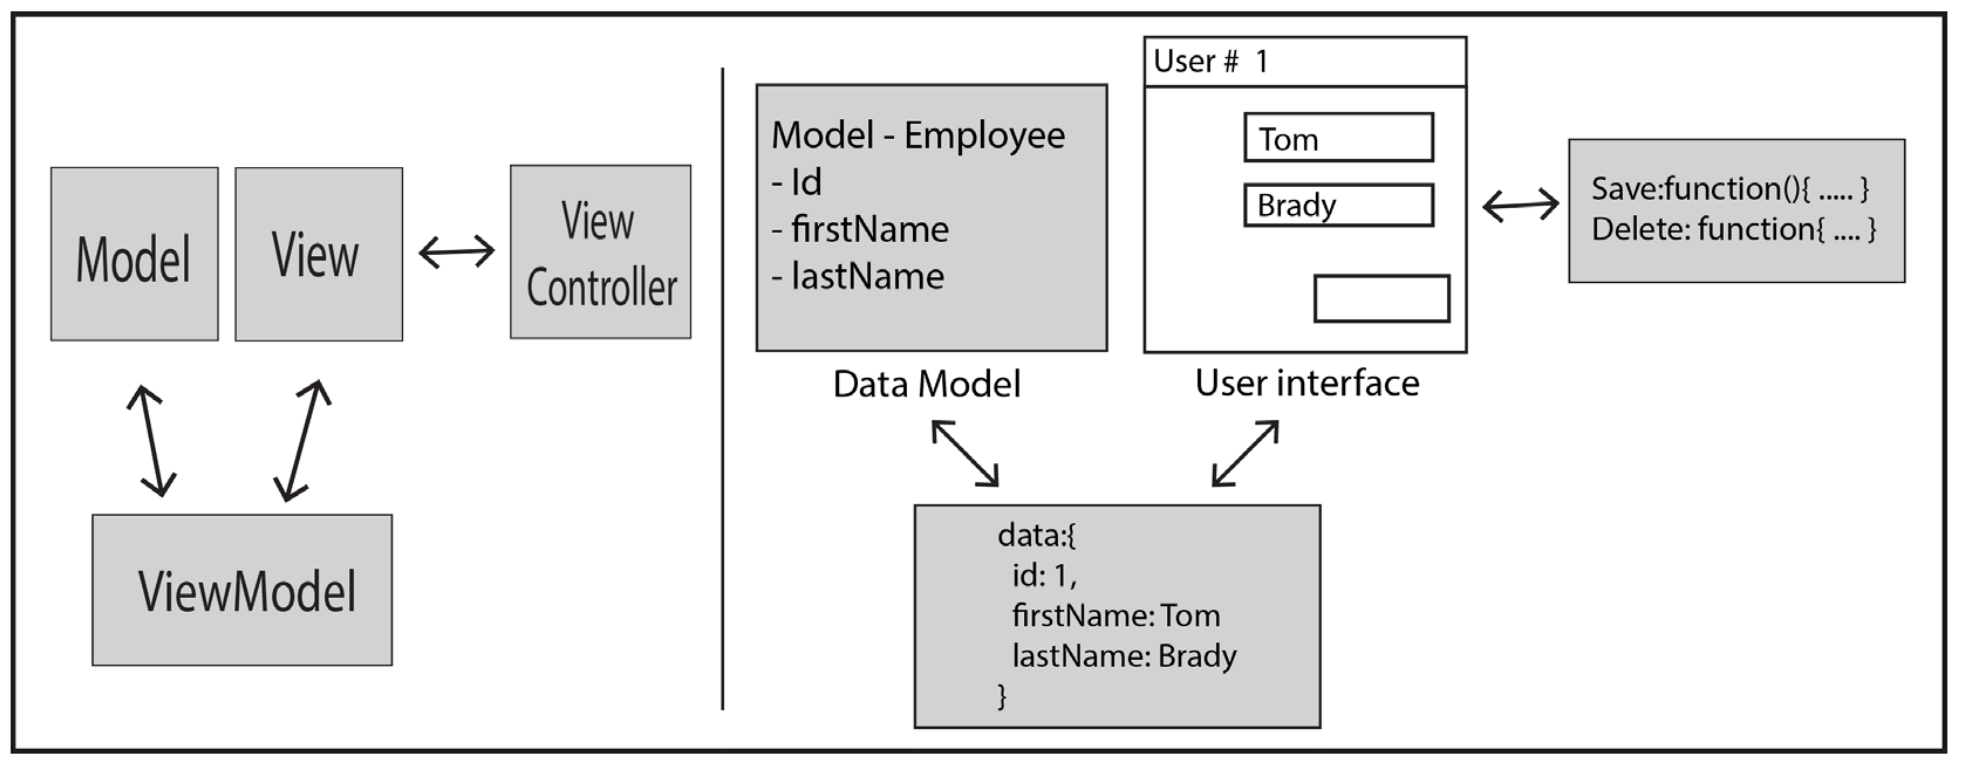 Model
View
View
Controller
ViewModel
Model - Employee
- Id
- firstName
- lastName
Data Model
User # 1
Tom
Brady
User interface
Save:function(){ ..... }
Delete: function{ .... }
data:{
id: 1,
firstName: Tom
lastName: Brady
}